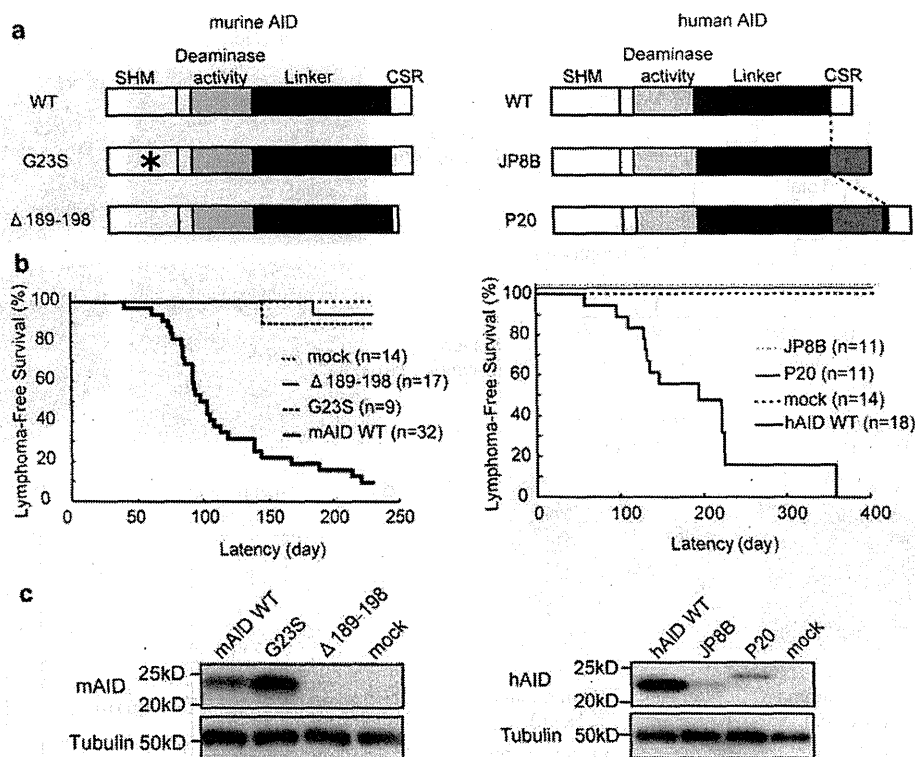 a
murine AID
SHM
Deaminase
activity
Linker
CSR
WT
G23S
*
Δ 189-198
human AID
SHM
Deaminase
activity
Linker
CSR
WT
JP8B
P20
b
Lymphoma-Free Survival (%)
100
80
60
40
20
0
mock (n=14)
Δ 189-198 (n=17)
G23S (n=9)
mAID WT (n=32)
0 50 100 150 200 250
Latency (day)
Lymphoma-Free Survival (%)
100
80
60
40
20
0
JP8B (n=11)
P20 (n=11)
mock (n=14)
hAID WT (n=18)
0 100 200 300 400
Latency (day)
c
mAID WT
G23S
Δ 189-198
mock
mAID
25kD
20kD
Tubulin 50kD
hAID WT
JP8B
P20
mock
hAID
25kD
20kD
Tubulin 50kD